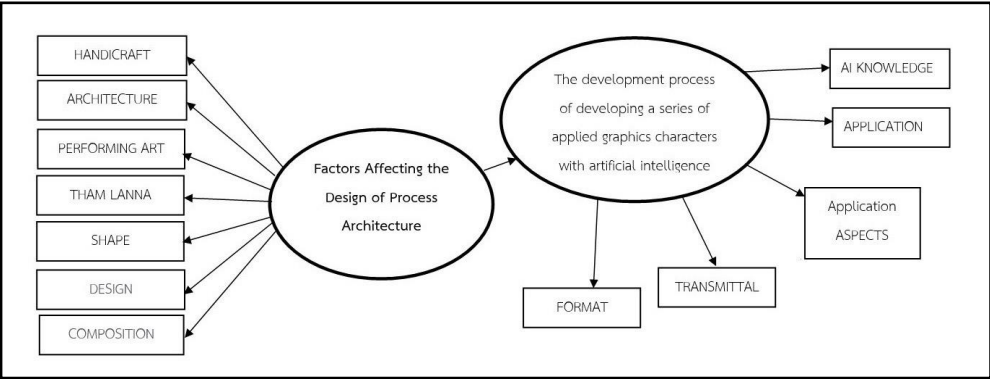 HANDICRAFT
ARCHITECTURE
PERFORMING ART
THAM LANNA
SHAPE
DESIGN
COMPOSITION
Factors Affecting the
Design of Process
Architecture
The development process
of developing a series of
applied graphics characters
with artificial intelligence
AI KNOWLEDGE
APPLICATION
Application
ASPECTS
TRANSMITTAL
FORMAT